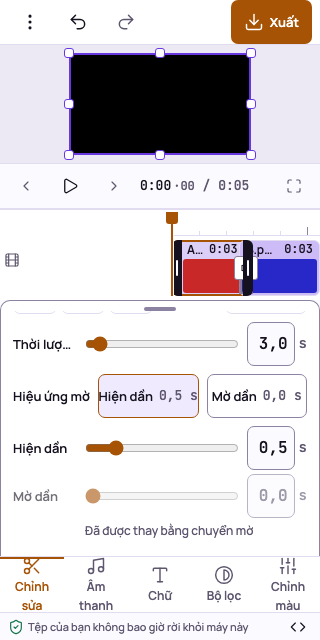 Xuất
0:00·00 / 0:05
A... 0:03 .p... 0:03
Thời lượ... 3,0 s
Hiệu ứng mờ Hiện dần 0,5 s Mờ dần 0,0 s
Hiện dần 0,5 s
Mờ dần 0,0 s
Đã được thay bằng chuyển mờ
Chỉnh sửa
Âm thanh
Chữ
Bộ lọc
Chỉnh màu
Tệp của bạn không bao giờ rời khỏi máy này